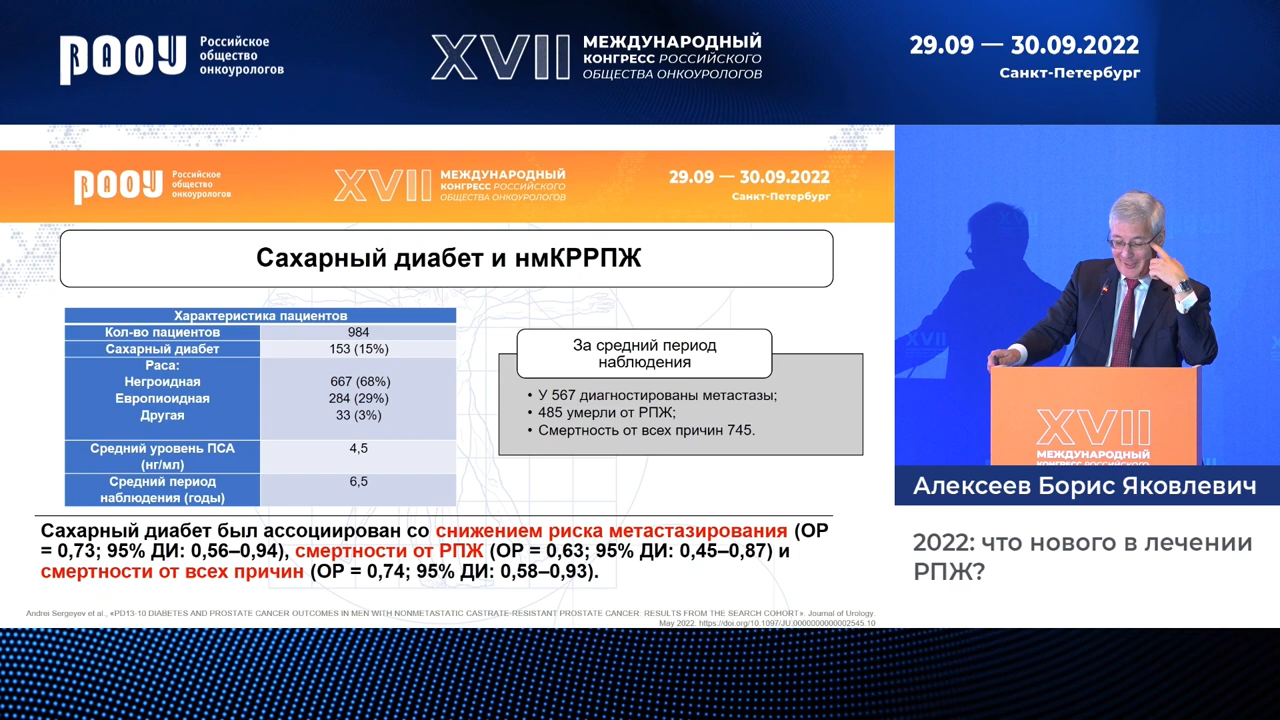 РАОУ
Российское
общество
онкоурологов
XVII
МЕЖДУНАРОДНЫЙ
КОНГРЕСС РОССИЙСКОГО
ОБЩЕСТВА ОНКОУРОЛОГОВ
29.09 — 30.09.2022
Санкт-Петербург
РАОУ
Российское
общество
онкоурологов
XVII
МЕЖДУНАРОДНЫЙ
КОНГРЕСС РОССИЙСКОГО
ОБЩЕСТВА ОНКОУРОЛОГОВ
29.09 — 30.09.2022
Санкт-Петербург
Сахарный диабет и нмКРРПЖ
Характеристика пациентов
Кол-во пациентов 984
Сахарный диабет 153 (15%)
Раса:
Негроидная 667 (68%)
Европиоидная 284 (29%)
Другая 33 (3%)
Средний уровень ПСА 4,5
(нг/мл)
Средний период 6,5
наблюдения (годы)
За средний период
наблюдения
• У 567 диагностированы метастазы;
• 485 умерли от РПЖ;
• Смертность от всех причин 745.
Сахарный диабет был ассоциирован со снижением риска метастазирования (ОР
= 0,73; 95% ДИ: 0,56–0,94), смертности от РПЖ (ОР = 0,63; 95% ДИ: 0,45–0,87) и
смертности от всех причин (ОР = 0,74; 95% ДИ: 0,58–0,93).
Andrei Sergeyev et al., «PD13-10 DIABETES AND PROSTATE CANCER OUTCOMES IN MEN WITH NONMETASTATIC CASTRATE-RESISTANT PROSTATE CANCER: RESULTS FROM THE SEARCH COHORT». Journal of Urology.
May 2022. https://doi.org/10.1097/JU.0000000000002545.10
XVII
XVII
МЕЖДУНАРОДНЫЙ
КОНГРЕСС РОССИЙСКОГО
Алексеев Борис Яковлевич
2022: что нового в лечении
РПЖ?